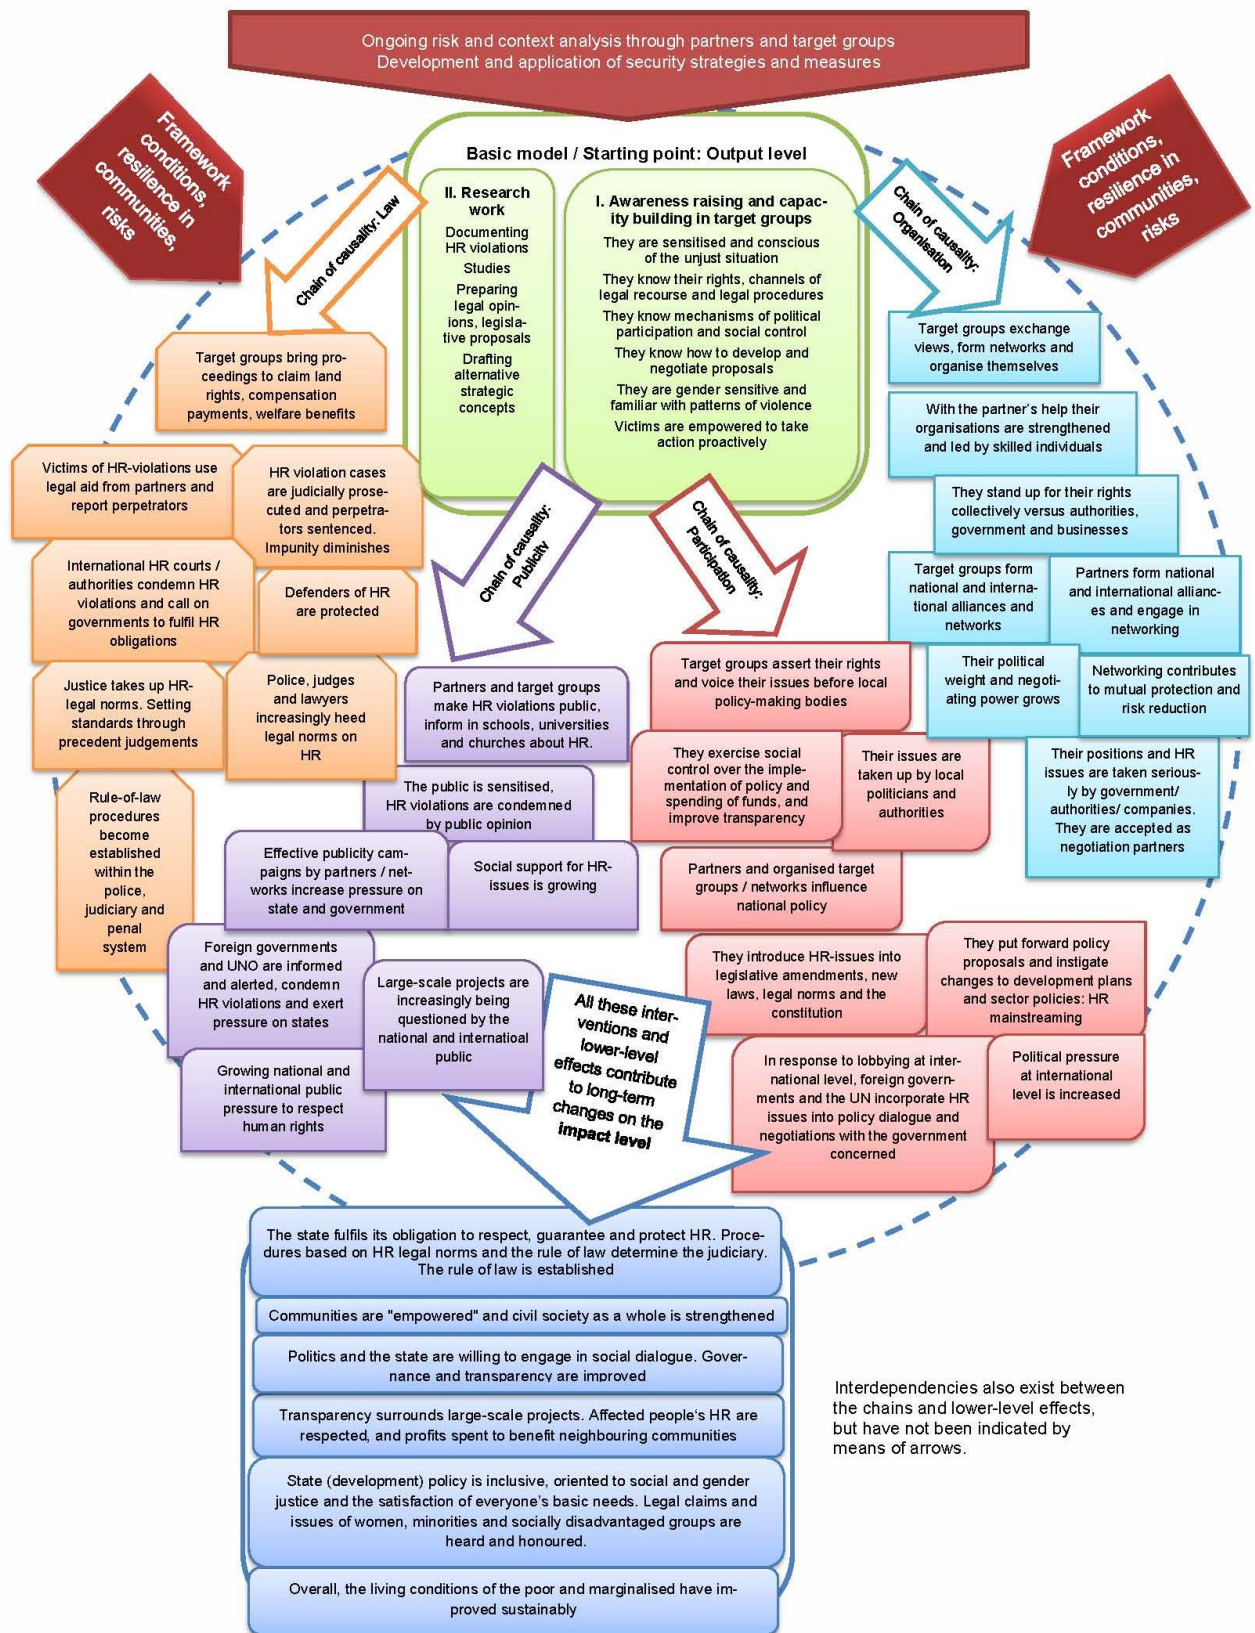 Ongoing risk and context analysis through partners and target groups
Development and application of security strategies and measures
Framework
conditions,
resilience in
communities,
risks
Framework
conditions,
resilience in
communities,
risks
Basic model / Starting point: Output level
II. Research
work
Documenting
HR violations
Studies
Preparing
legal opin-
ions, legisla-
tive proposals
Drafting
alternative
strategic
concepts
I. Awareness raising and capac-
ity building in target groups
They are sensitised and conscious
of the unjust situation
They know their rights, channels of
legal recourse and legal procedures
They know mechanisms of political
participation and social control
They know how to develop and
negotiate proposals
They are gender sensitive and
familiar with patterns of violence
Victims are empowered to take
action proactively
Chain of causality: Law
Target groups bring pro-
ceedings to claim land
rights, compensation
payments, welfare benefits
Victims of HR-violations use
legal aid from partners and
report perpetrators
HR violation cases
are judicially prose-
cuted and perpetra-
tors sentenced.
Impunity diminishes
International HR courts /
authorities condemn HR
violations and call on
governments to fulfil HR
obligations
Defenders of HR
are protected
Justice takes up HR-
legal norms. Setting
standards through
precedent judgements
Police, judges
and lawyers
increasingly heed
legal norms on
HR
Rule-of-law
procedures
become
established
within the
police,
judiciary and
penal
system
Chain of causality:
Publicity
Partners and target groups
make HR violations public,
inform in schools, universities
and churches about HR.
The public is sensitised,
HR violations are condemned
by public opinion
Effective publicity cam-
paigns by partners / net-
works increase pressure on
state and government
Social support for HR-
issues is growing
Foreign governments
and UNO are informed
and alerted, condemn
HR violations and exert
pressure on states
Large-scale projects are
increasingly being
questioned by the
national and internatioal
public
Growing national and
international public
pressure to respect
human rights
Chain of causality:
Participation
Target groups assert their rights
and voice their issues before local
policy-making bodies
They exercise social
control over the imple-
mentation of policy and
spending of funds, and
improve transparency
Their issues are
taken up by local
politicians and
authorities
Partners and organised target
groups / networks influence
national policy
They introduce HR-issues into
legislative amendments, new
laws, legal norms and the
constitution
They put forward policy
proposals and instigate
changes to development plans
and sector policies: HR
mainstreaming
In response to lobbying at inter-
national level, foreign govern-
ments and the UN incorporate HR
issues into policy dialogue and
negotiations with the government
concerned
Political pressure
at international
level is increased
Chain of causality:
Organisation
Target groups exchange
views, form networks and
organise themselves
With the partner's help their
organisations are strengthened
and led by skilled individuals
They stand up for their rights
collectively versus authorities,
government and businesses
Target groups form
national and interna-
tional alliances and
networks
Partners form national
and international allianc-
es and engage in
networking
Their political
weight and negoti-
ating power grows
Networking contributes
to mutual protection and
risk reduction
Their positions and HR
issues are taken serious-
ly by government/
authorities/ companies.
They are accepted as
negotiation partners
All these inter-
ventions and
lower-level
effects contribute
to long-term
changes on the
impact level
The state fulfils its obligation to respect, guarantee and protect HR. Proce-
dures based on HR legal norms and the rule of law determine the judiciary.
The rule of law is established
Communities are "empowered" and civil society as a whole is strengthened
Politics and the state are willing to engage in social dialogue. Gover-
nance and transparency are improved
Transparency surrounds large-scale projects. Affected people's HR are
respected, and profits spent to benefit neighbouring communities
State (development) policy is inclusive, oriented to social and gender
justice and the satisfaction of everyone's basic needs. Legal claims and
issues of women, minorities and socially disadvantaged groups are
heard and honoured.
Overall, the living conditions of the poor and marginalised have im-
proved sustainably
Interdependencies also exist between
the chains and lower-level effects,
but have not been indicated by
means of arrows.